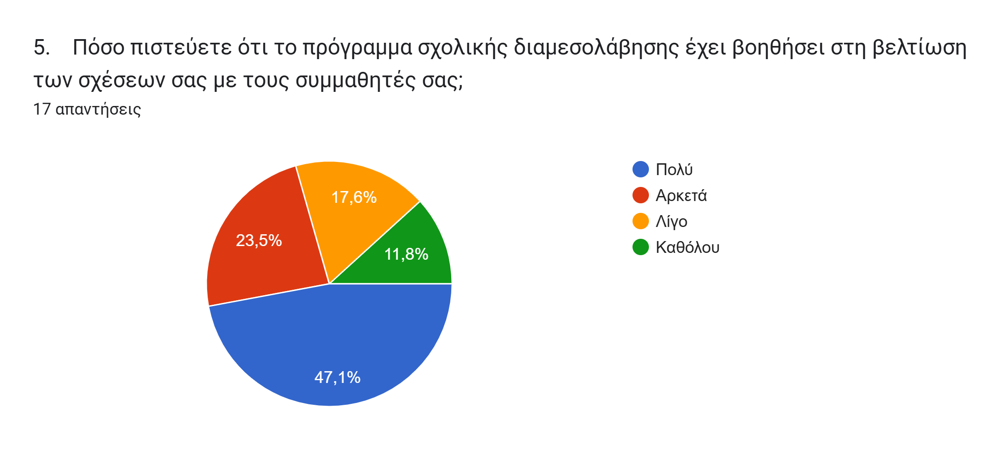 5. Πόσο πιστεύετε ότι το πρόγραμμα σχολικής διαμεσολάβησης έχει βοηθήσει στη βελτίωση
των σχέσεων σας με τους συμμαθητές σας;
17 απαντήσεις
Πολύ
Αρκετά
Λίγο
Καθόλου
17,6%
23,5%
11,8%
47,1%